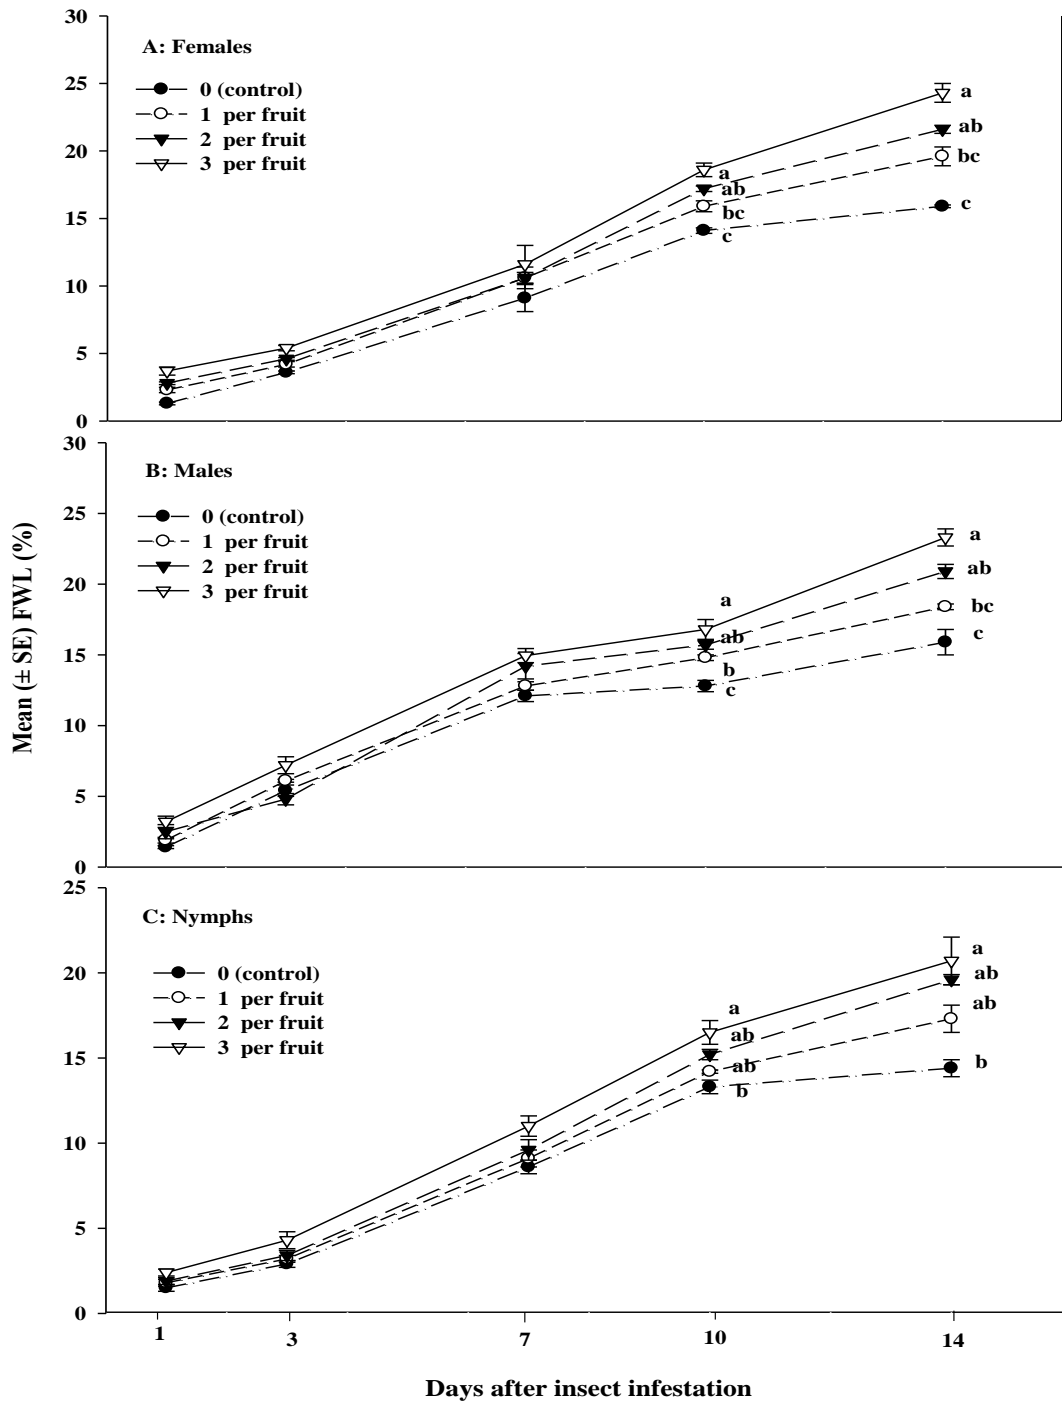 30
A: Females
0 (control)
25
a
1 per fruit
2 per fruit
ab
3 per fruit
20
a
bc
ab
c
15
bc
c
10
5
0
30
B: Males
25
0 (control)
a
1 per fruit
2 per fruit
ab
20
3 per fruit
a
bc
ab
c
15
b
c
10
5
0
Mean (± SE) FWL (%)
25
C: Nymphs
0 (control)
a
20
1 per fruit
ab
2 per fruit
a
ab
3 per fruit
ab
15
ab
b
b
10
5
0
1 3 7 10 14
Days after insect infestation